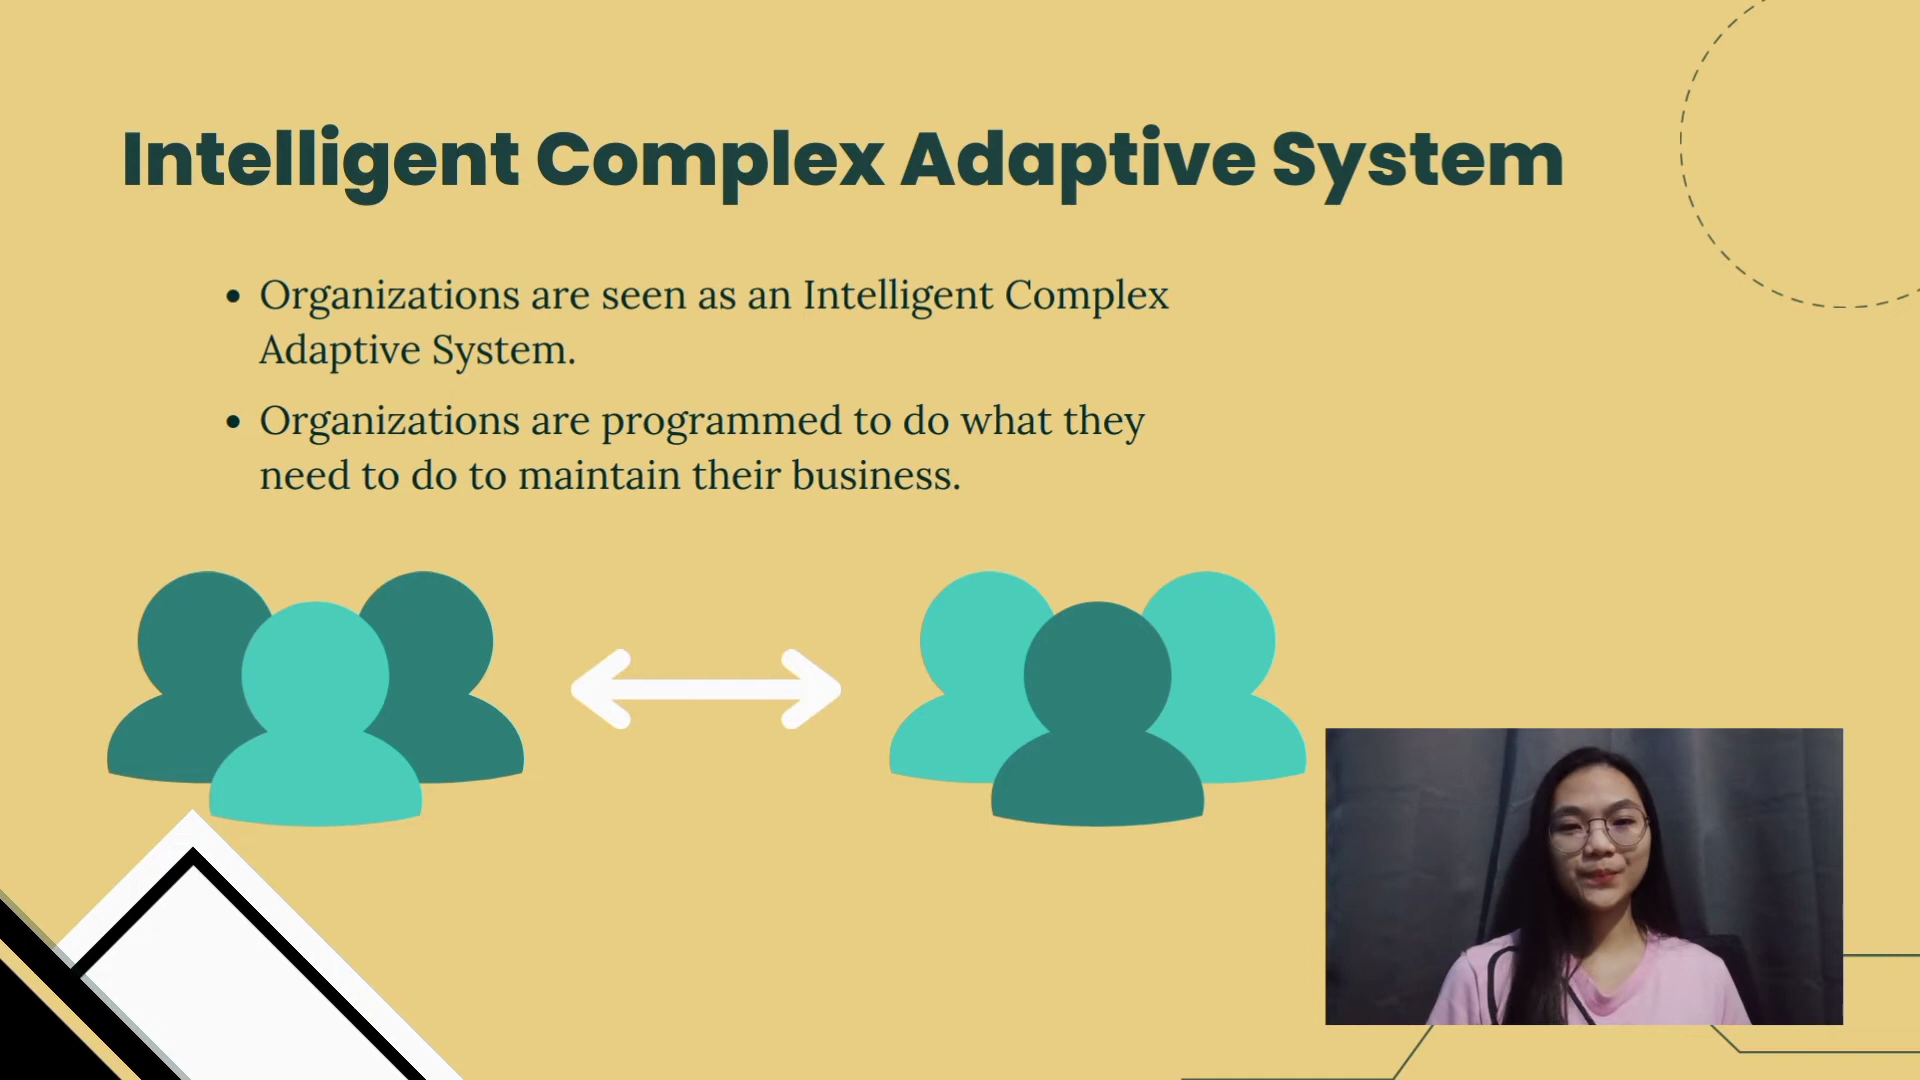 Intelligent Complex Adaptive System
• Organizations are seen as an Intelligent Complex
Adaptive System.
• Organizations are programmed to do what they
need to do to maintain their business.